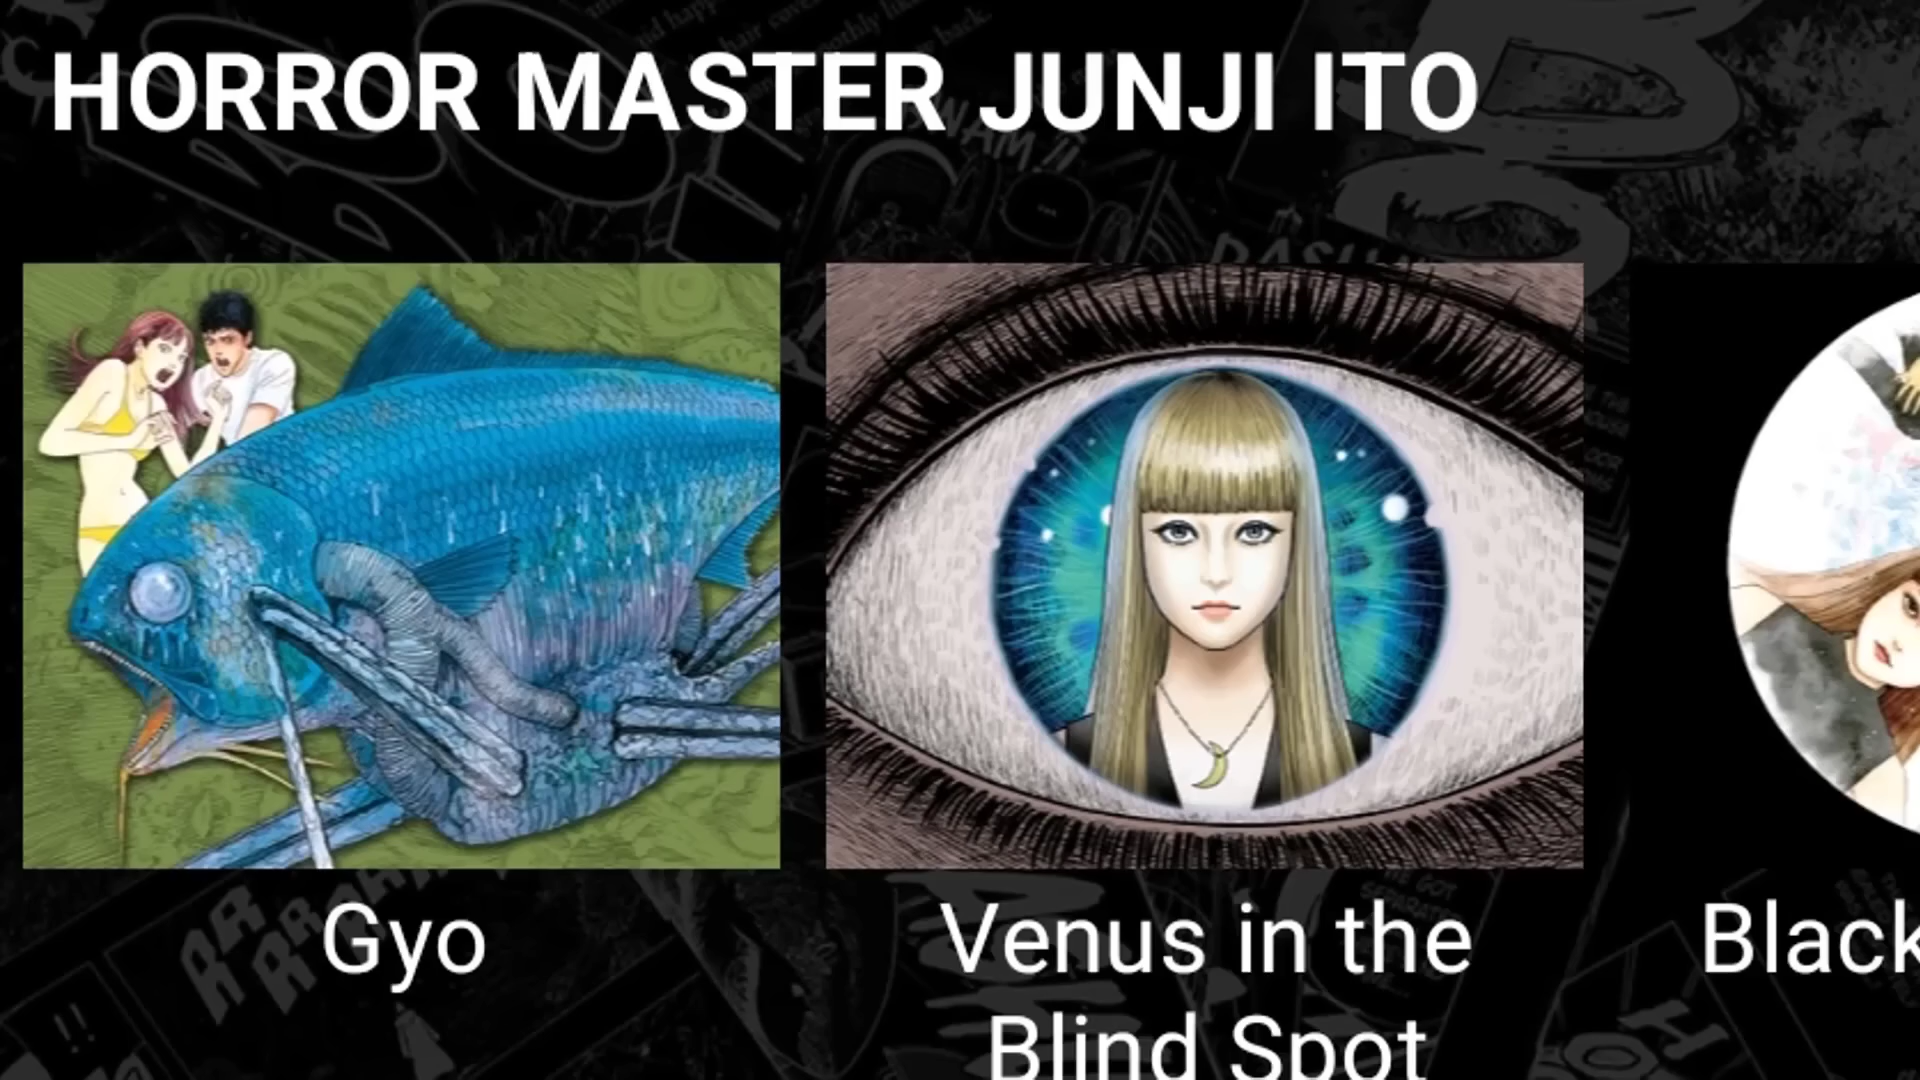 HORROR MASTER JUNJI ITO
Gyo
Venus in the
Blind Spot
Black